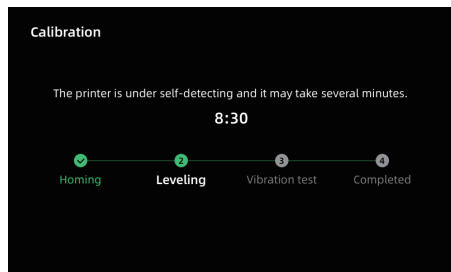 Calibration
The printer is under self-detecting and it may take several minutes.
8:30
2 3 4
Homing Leveling Vibration test Completed